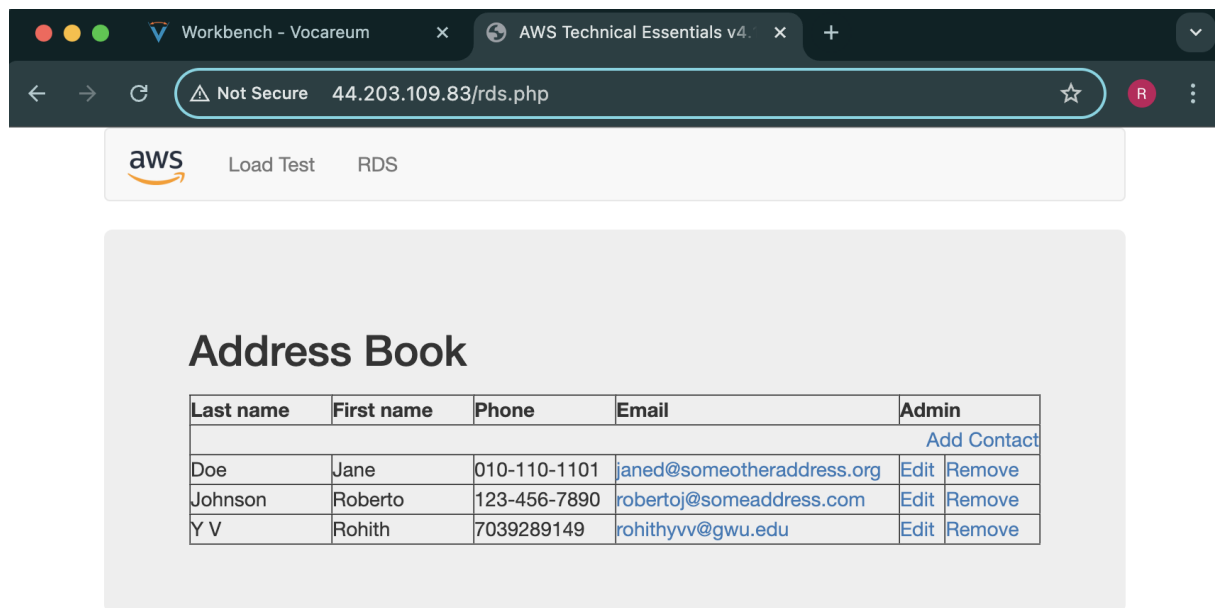 Workbench - Vocareum AWS Technical Essentials v4.
Not Secure 44.203.109.83/rds.php R
aws Load Test RDS
Address Book
Last name First name Phone Email Admin
Add Contact
Doe Jane 010-110-1101 janed@someotheraddress.org Edit Remove
Johnson Roberto 123-456-7890 robertoj@someaddress.com Edit Remove
Y V Rohith 7039289149 rohithyvv@gwu.edu Edit Remove